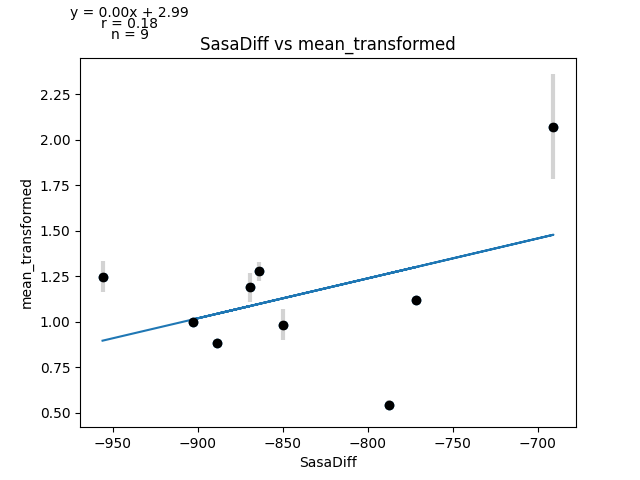 y = 0.00x + 2.99
r = 0.18
n = 9
SasaDiff vs mean_transformed
2.25
2.00
1.75
1.50
1.25
1.00
0.75
0.50
mean_transformed
−950
−900
−850
−800
−750
−700
SasaDiff